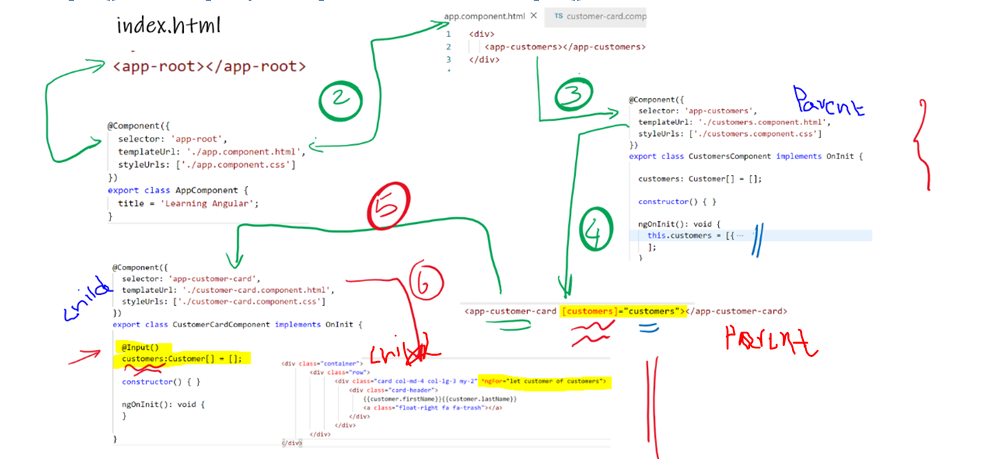 index.html
<app-root></app-root>
2
@Component({
selector: 'app-root',
templateUrl: './app.component.html',
styleUrls: ['./app.component.css']
})
export class AppComponent {
title = 'Learning Angular';
}
app.component.html × TS customer-card.comp
1 <div>
2 <app-customers></app-customers>
3 </div>
3
Parent
@Component({
selector: 'app-customers',
templateUrl: './customers.component.html',
styleUrls: ['./customers.component.css']
})
export class CustomersComponent implements OnInit {
customers: Customer[] = [];
constructor() { }
ngOnInit(): void {
this.customers = [{…
];
}
4
5
<app-customer-card [customers]="customers"></app-customer-card>
Parent
child
@Component({
selector: 'app-customer-card',
templateUrl: './customer-card.component.html',
styleUrls: ['./customer-card.component.css']
})
export class CustomerCardComponent implements OnInit {
@Input()
customers:Customer[] = [];
constructor() { }
ngOnInit(): void {
}
}
6
child
<div class="container">
<div class="row">
<div class="card col-md-4 col-lg-3 my-2" *ngFor="let customer of customers">
<div class="card-header">
{{customer.firstName}}{{customer.lastName}}
<a class="float-right fa fa-trash"></a>
</div>
</div>
</div>
</div>